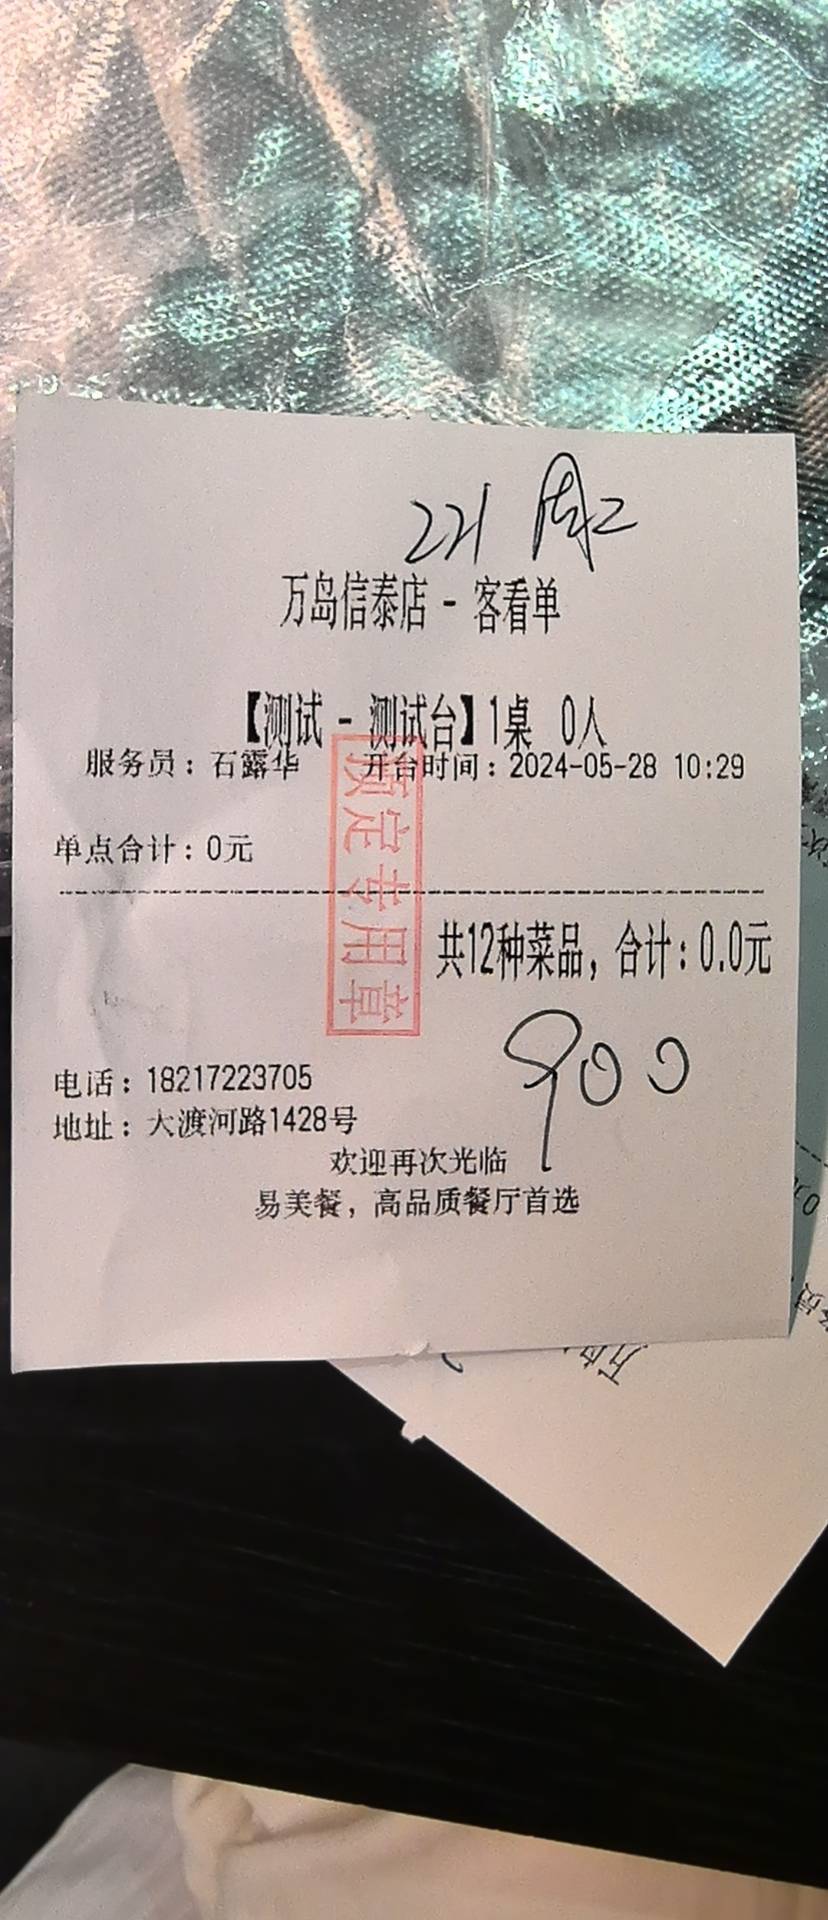 221 周2
万岛信泰店 - 客看单
【测试 - 测试台】1桌 0人
服务员：石露华 开台时间：2024-05-28 10:29
单点合计：0元
预定专用章
共12种菜品，合计：0.0元
900
电话：18217223705
地址：大渡河路1428号
欢迎再次光临
易美餐，高品质餐厅首选
万岛